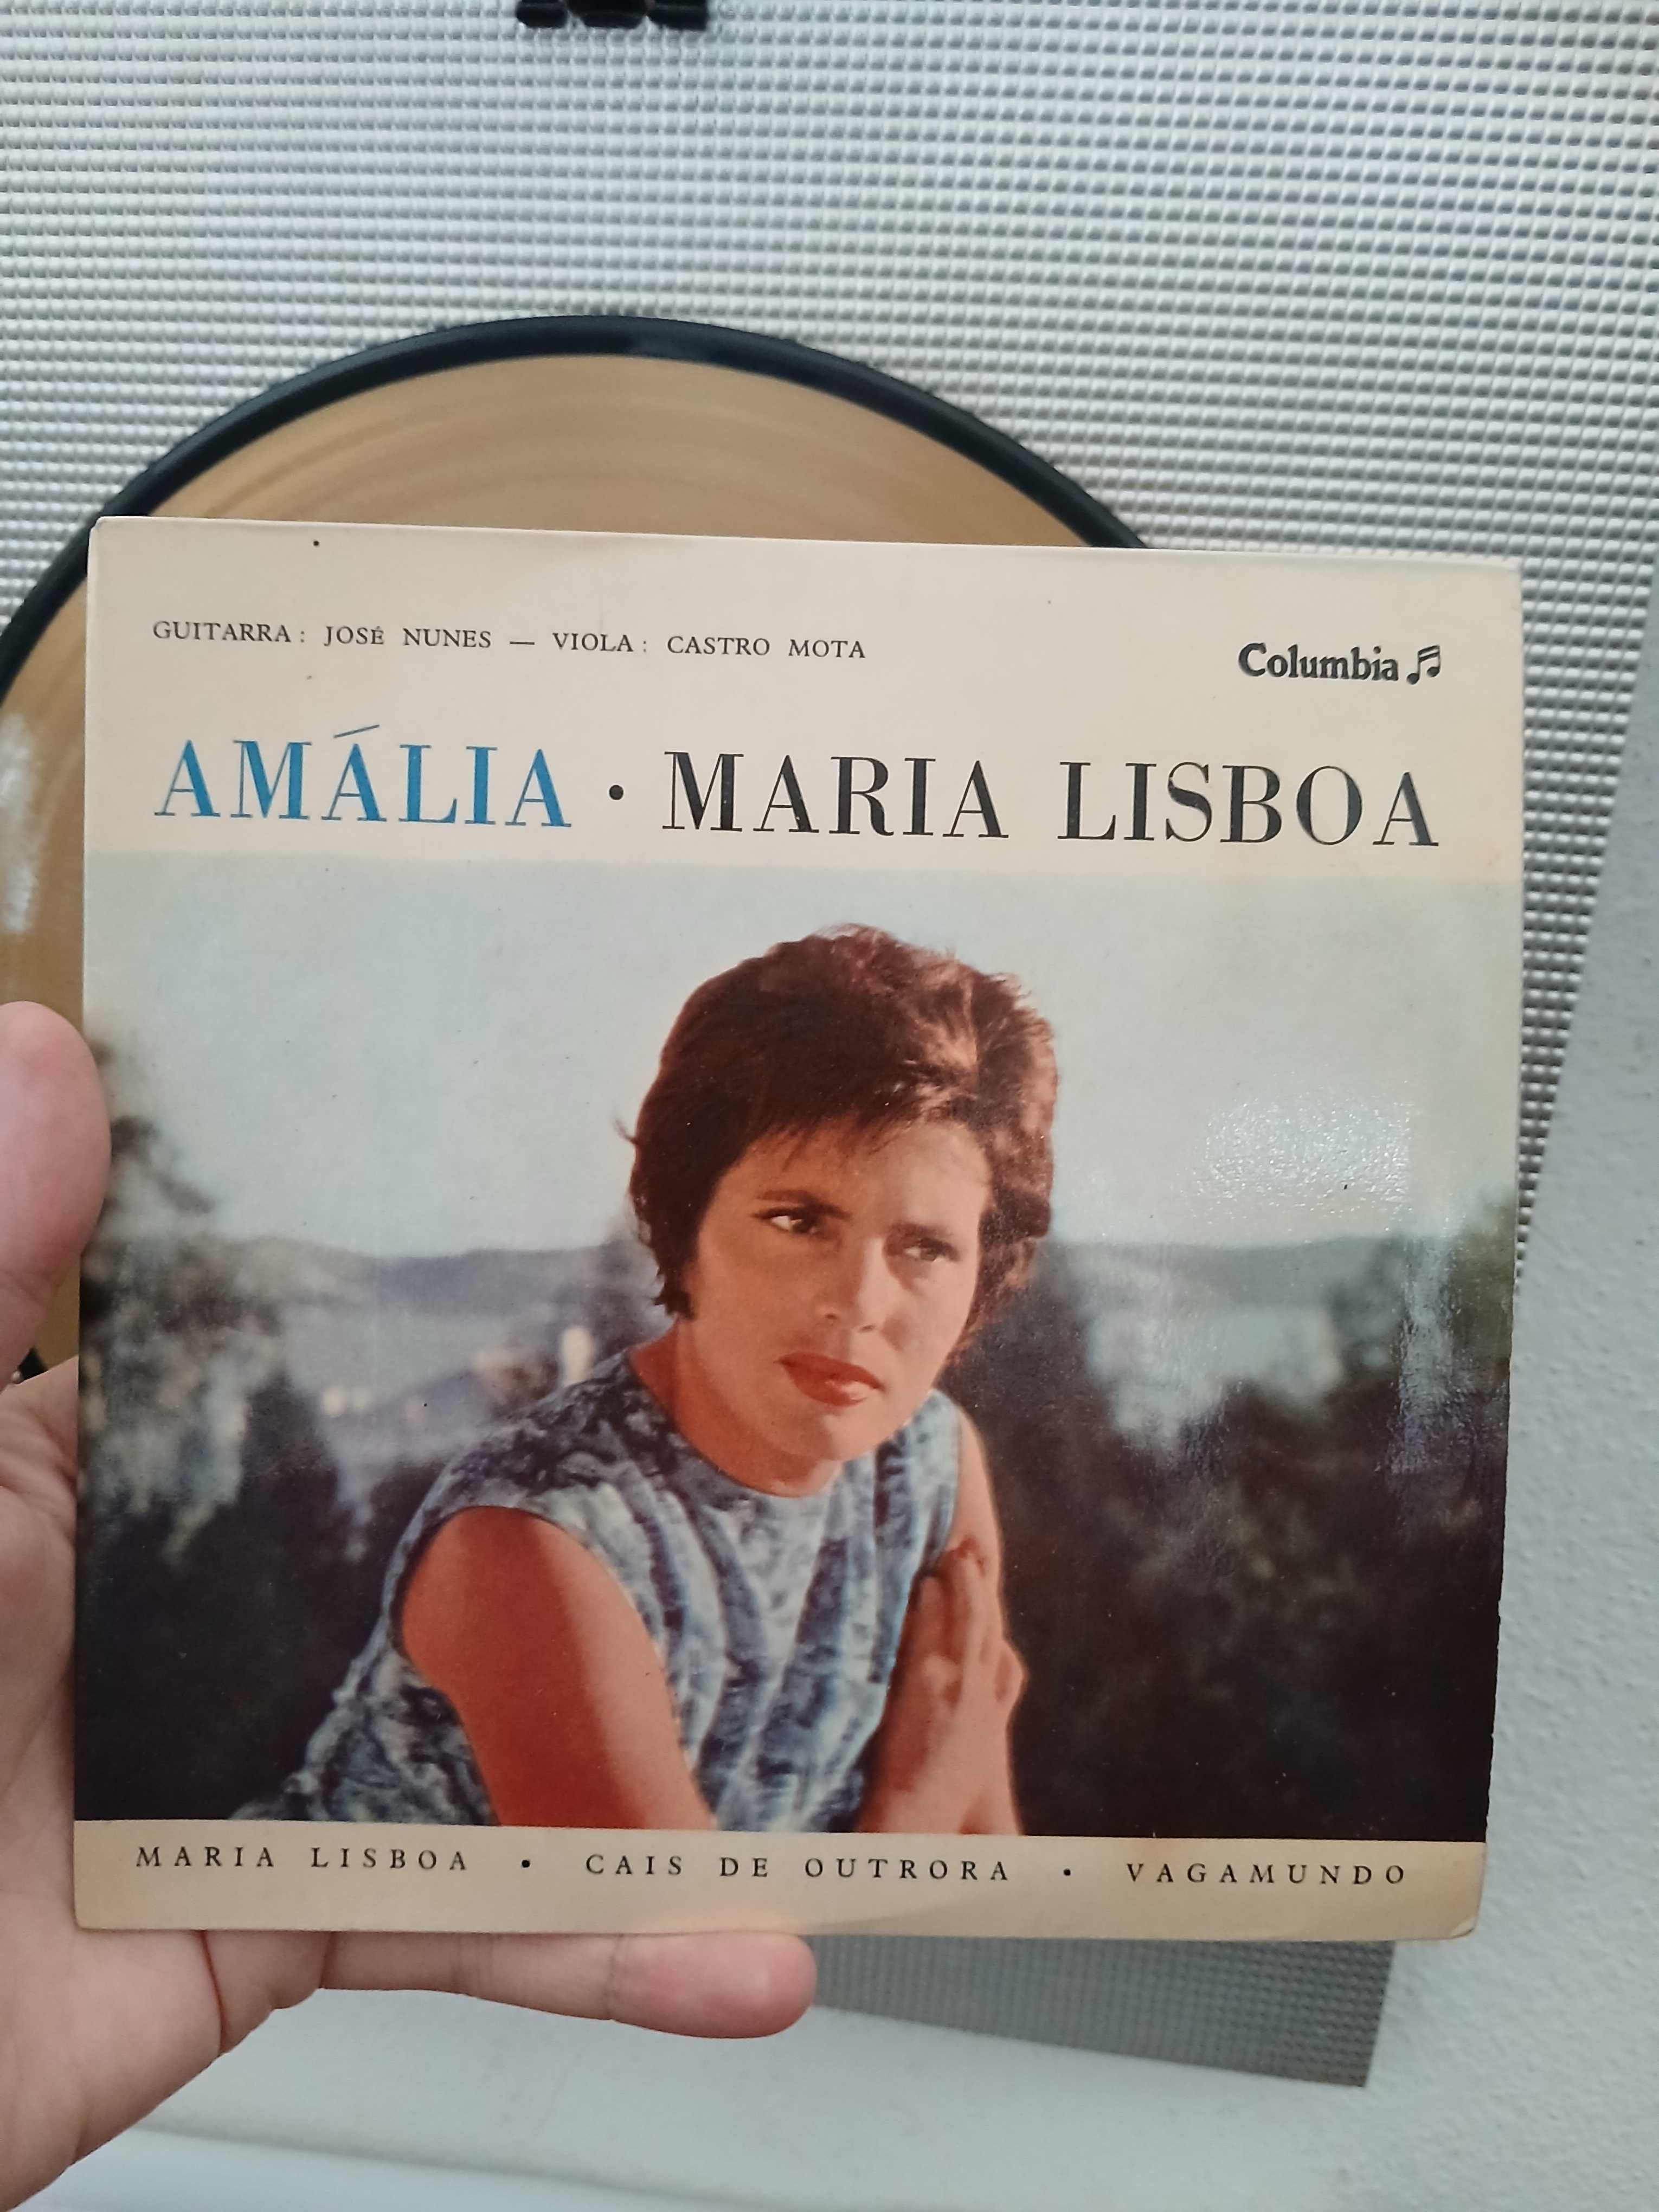 GUITARRA: JOSÉ NUNES — VIOLA: CASTRO MOTA
Columbia
AMÁLIA · MARIA LISBOA
MARIA LISBOA • CAIS DE OUTRORA • VAGAMUNDO